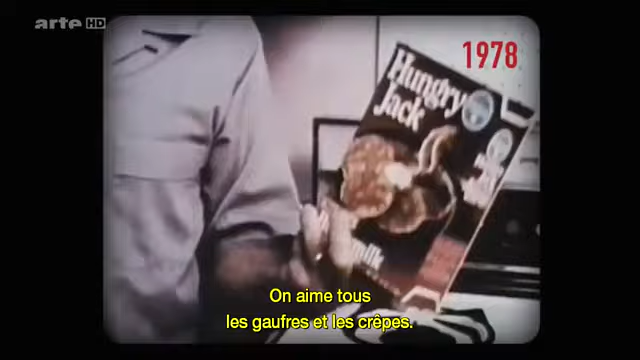 arte HD
1978
Hungry
Jack
On aime tous
les gaufres et les crêpes.